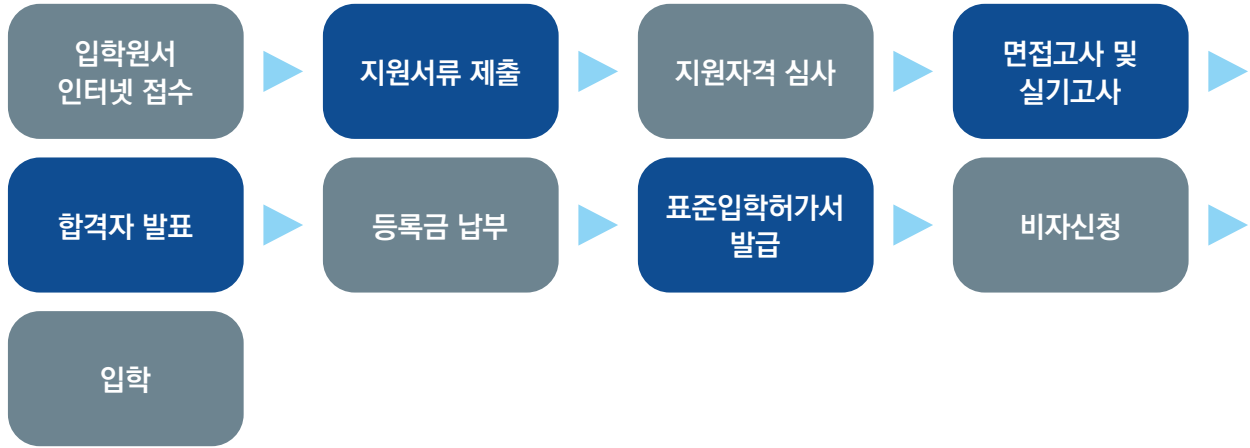 입학원서
인터넷 접수
지원서류 제출
지원자격 심사
면접고사 및
실기고사
합격자 발표
등록금 납부
표준입학허가서
발급
비자신청
입학